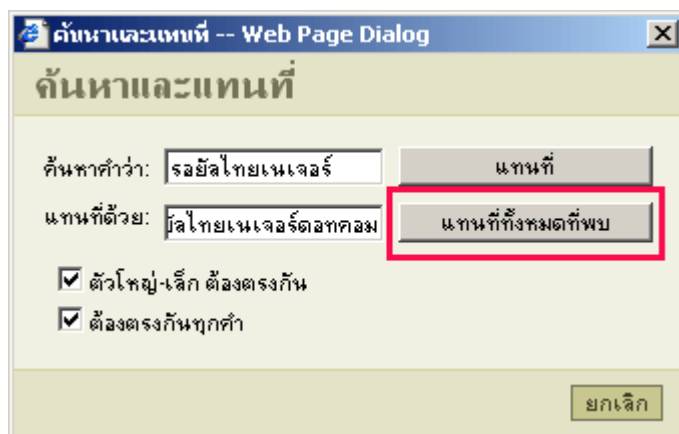 ค้นหาและแทนที่ -- Web Page Dialog
ค้นหาและแทนที่
ค้นหาคำว่า: รอยัลไทยเนเจอร์ แทนที่
แทนที่ด้วย: ัลไทยเนเจอร์ดอทคอม แทนที่ทั้งหมดที่พบ
ตัวโหญ่-เล็ก ต้องตรงกัน
ต้องตรงกันทุกคำ
ยกเลิก